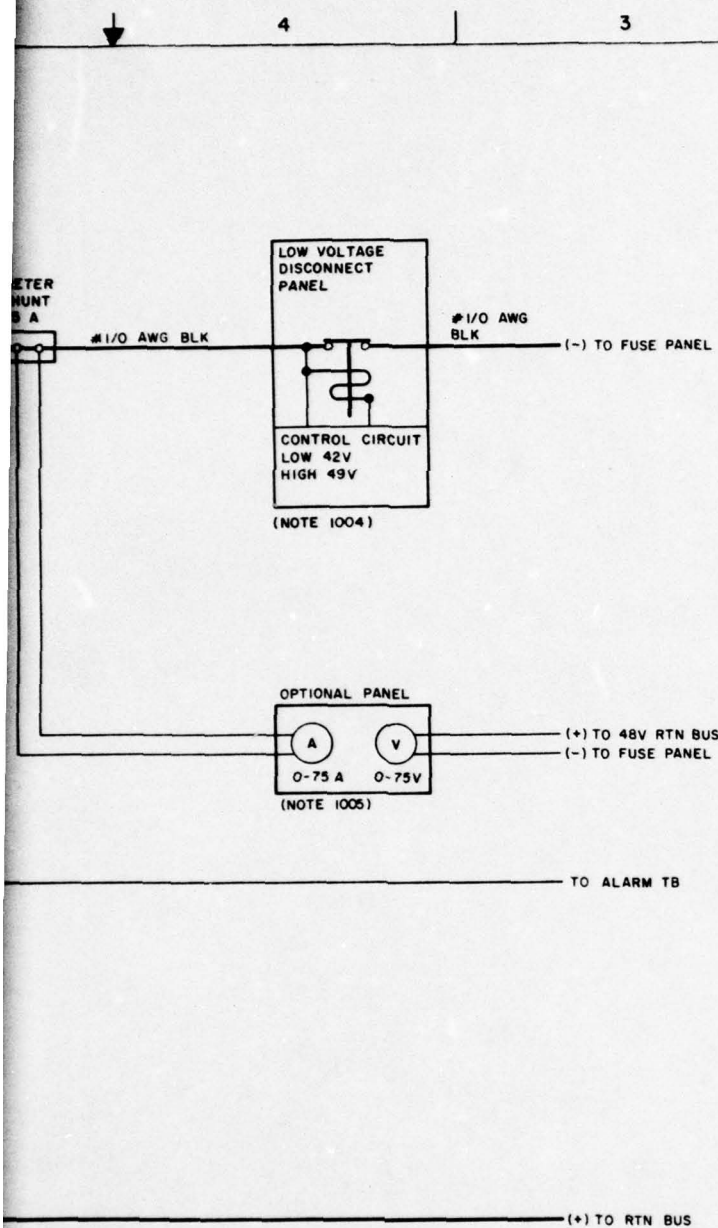 4
3
LOW VOLTAGE
DISCONNECT
PANEL
#1/0 AWG BLK
#1/0 AWG
BLK
(-) TO FUSE PANEL
CONTROL CIRCUIT
LOW 42V
HIGH 49V
(NOTE 1004)
OPTIONAL PANEL
A
V
0-75 A
0-75V
(+) TO 48V RTN BUS
(-) TO FUSE PANEL
(NOTE 1005)
TO ALARM TB
(+) TO RTN BUS